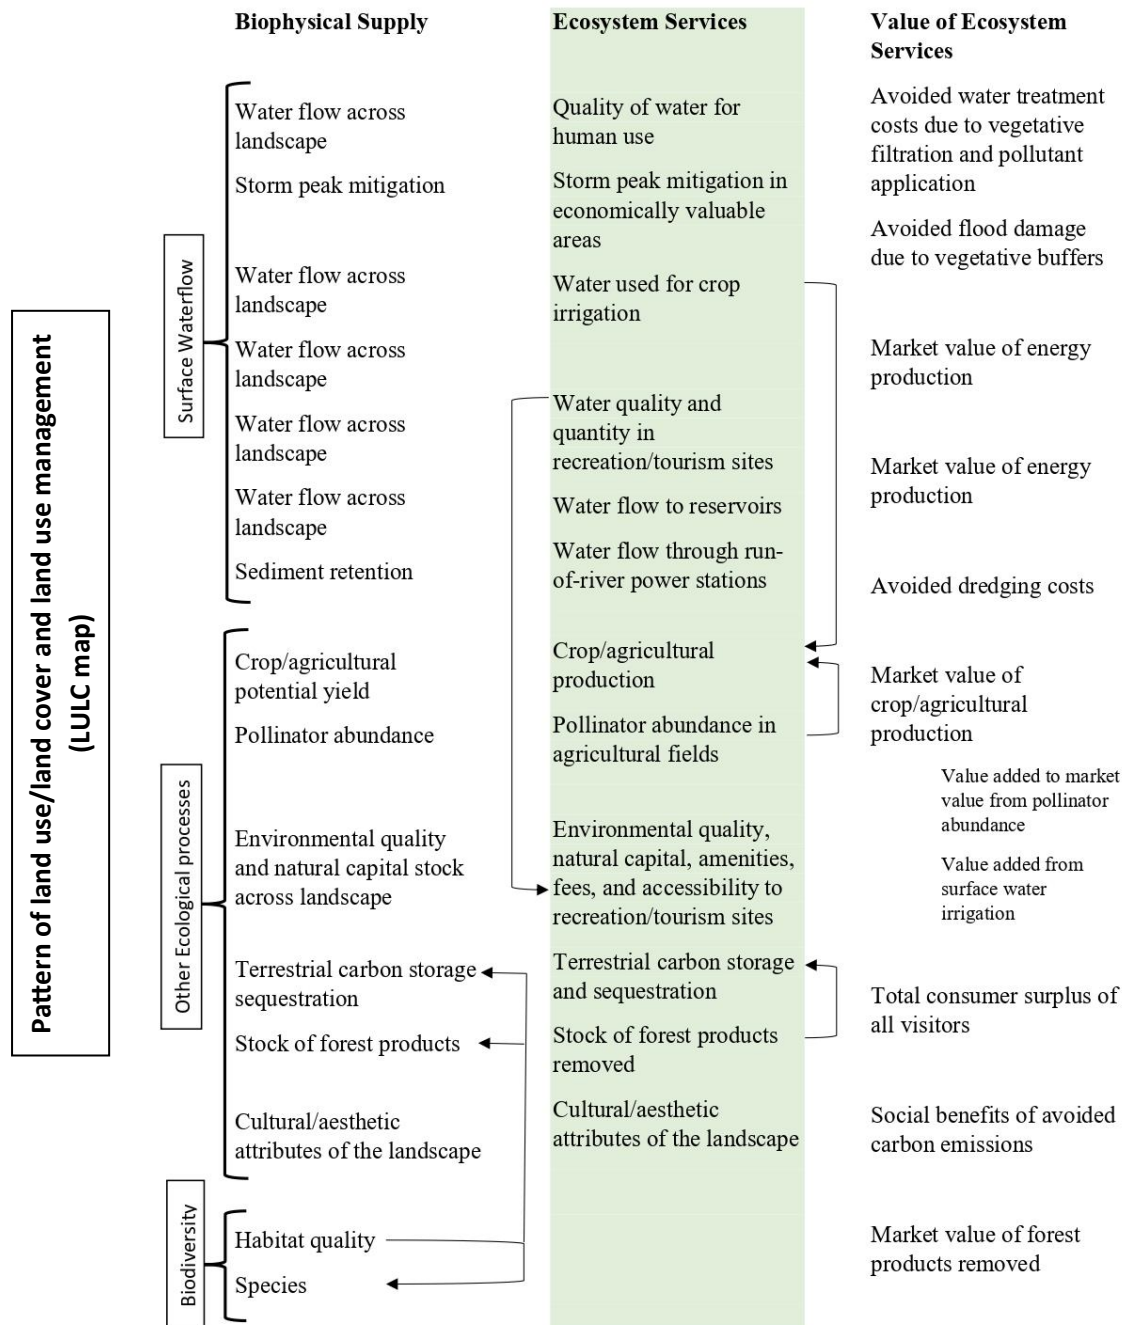 Biophysical Supply
Ecosystem Services
Value of Ecosystem
Services
Pattern of land use/land cover and land use management
(LULC map)
Surface Waterflow
Water flow across
landscape
Storm peak mitigation
Water flow across
landscape
Water flow across
landscape
Water flow across
landscape
Water flow across
landscape
Sediment retention
Other Ecological processes
Crop/agricultural
potential yield
Pollinator abundance
Environmental quality
and natural capital stock
across landscape
Terrestrial carbon storage
sequestration
Stock of forest products
Cultural/aesthetic
attributes of the landscape
Biodiversity
Habitat quality
Species
Quality of water for
human use
Storm peak mitigation in
economically valuable
areas
Water used for crop
irrigation
Water quality and
quantity in
recreation/tourism sites
Water flow to reservoirs
Water flow through run-
of-river power stations
Crop/agricultural
production
Pollinator abundance in
agricultural fields
Environmental quality,
natural capital, amenities,
fees, and accessibility to
recreation/tourism sites
Terrestrial carbon storage
and sequestration
Stock of forest products
removed
Cultural/aesthetic
attributes of the landscape
Avoided water treatment
costs due to vegetative
filtration and pollutant
application
Avoided flood damage
due to vegetative buffers
Market value of energy
production
Market value of energy
production
Avoided dredging costs
Market value of
crop/agricultural
production
Value added to market
value from pollinator
abundance
Value added from
surface water
irrigation
Total consumer surplus of
all visitors
Social benefits of avoided
carbon emissions
Market value of forest
products removed